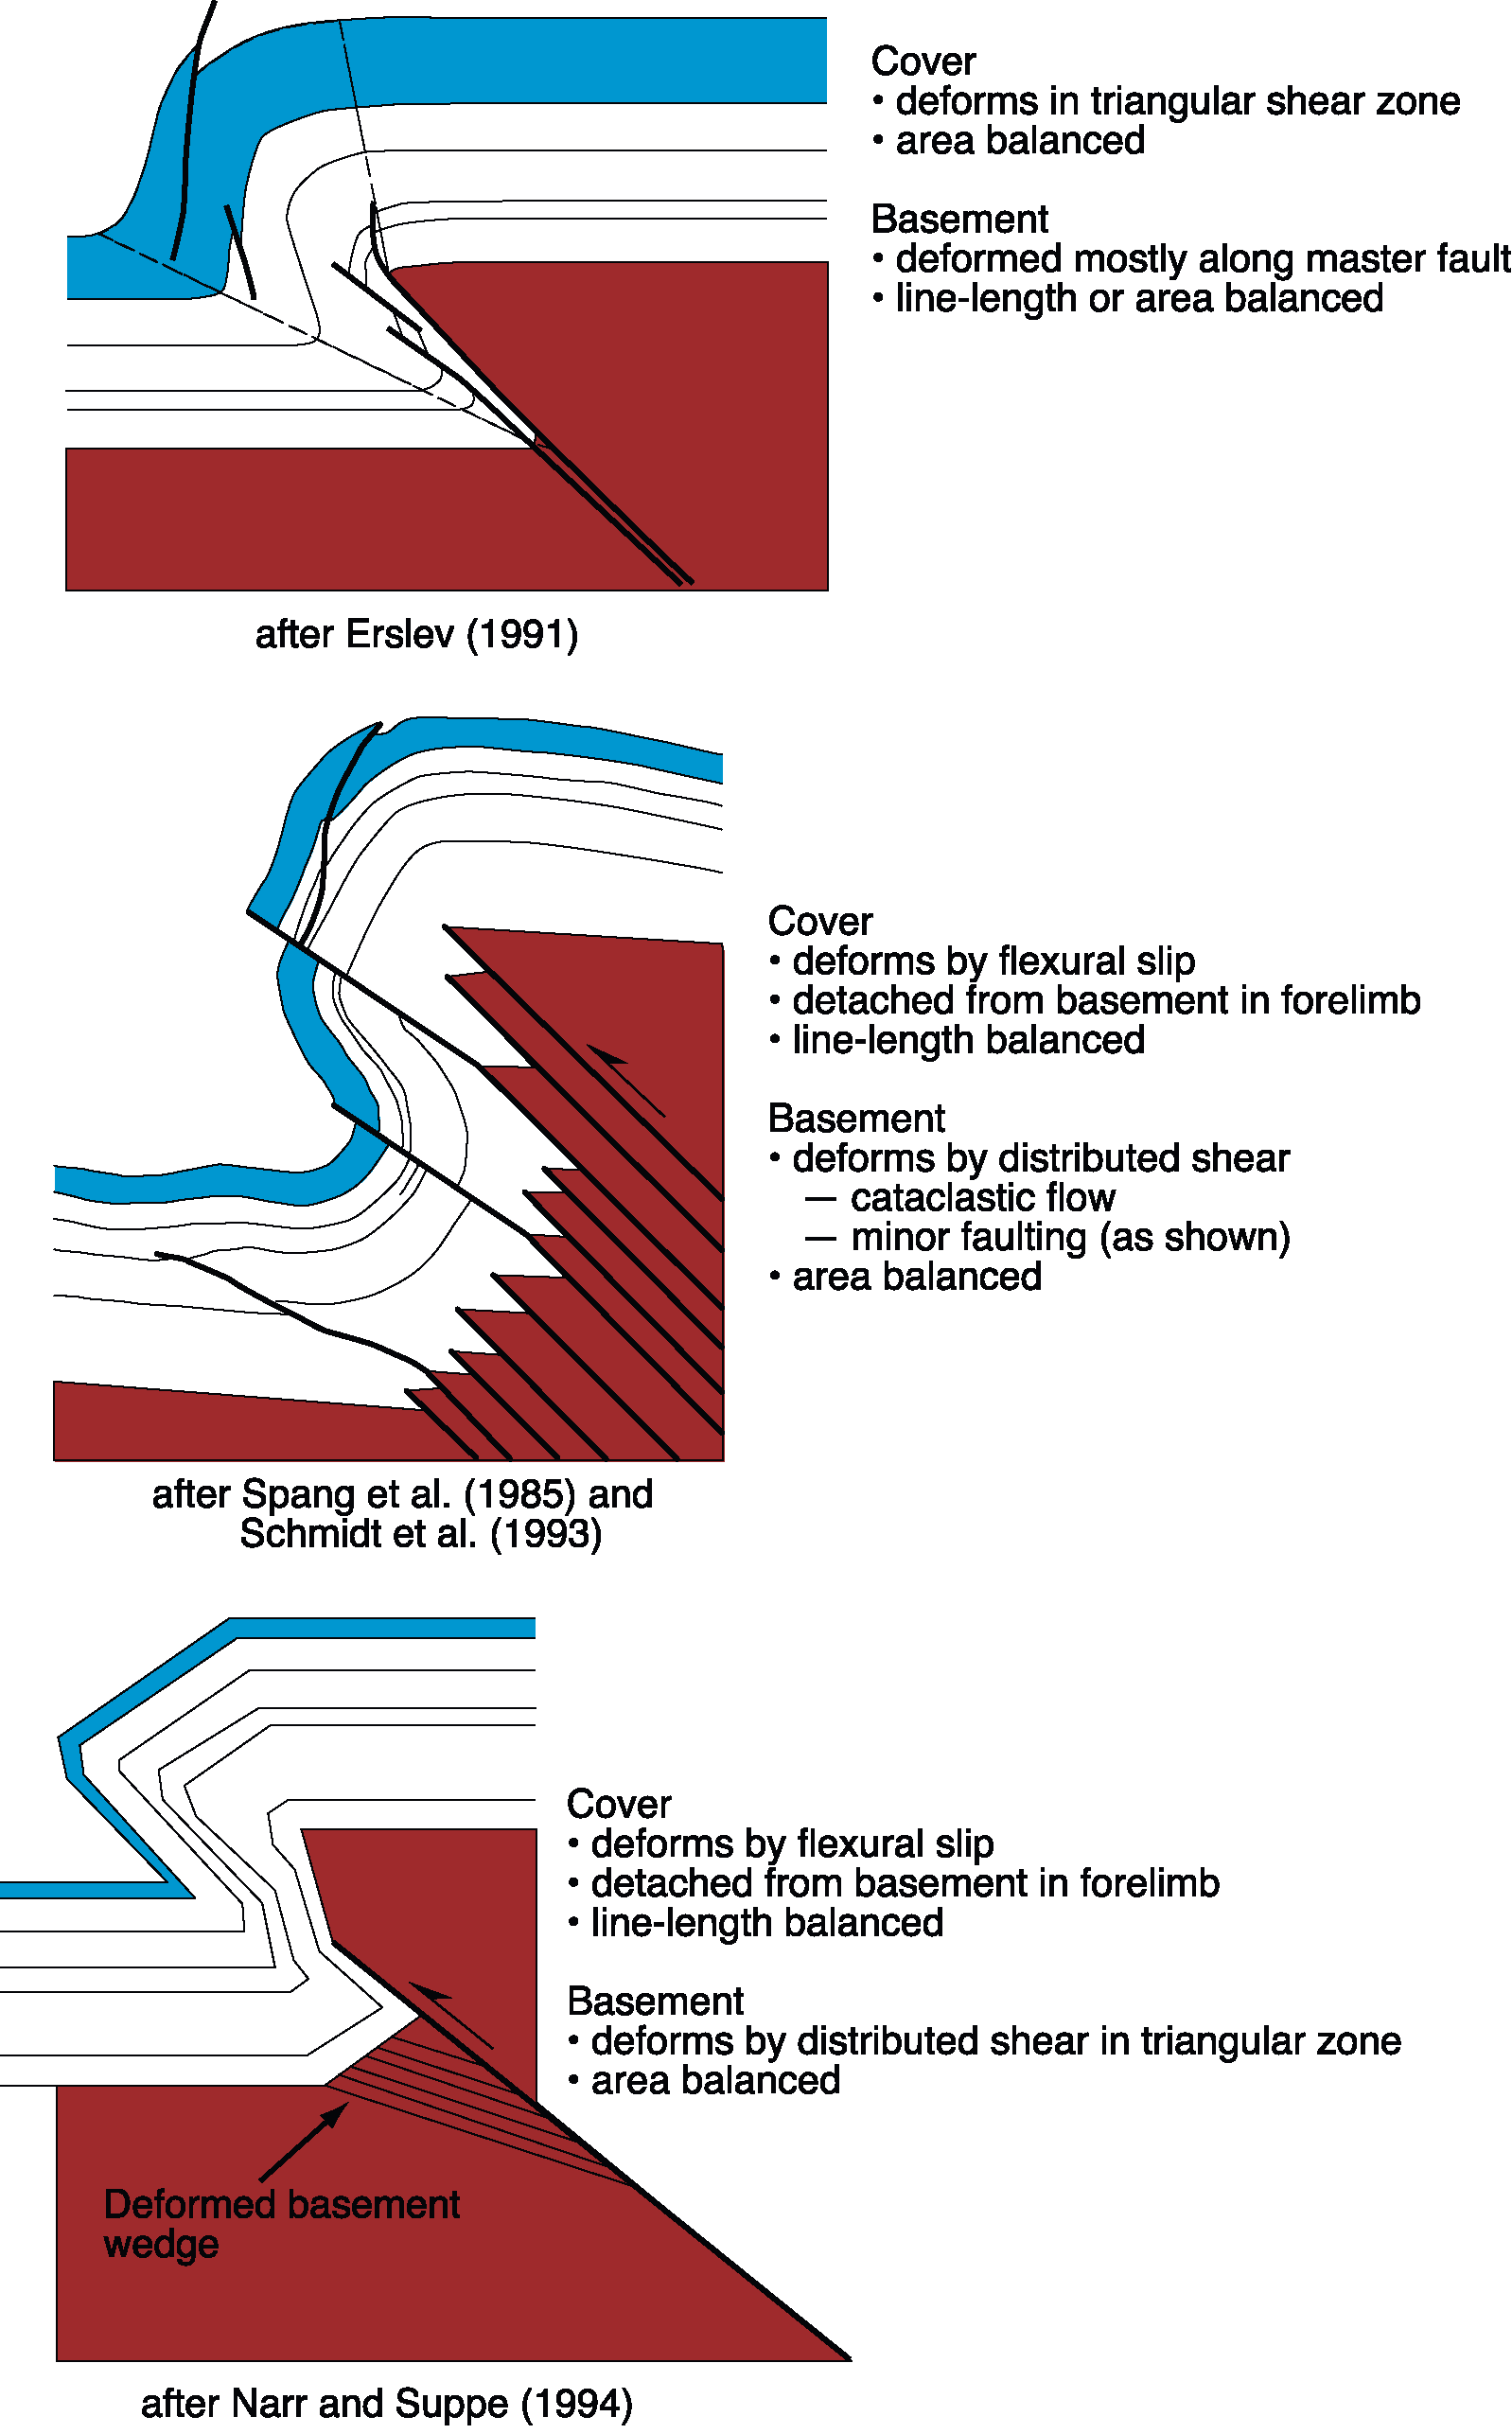 Cover
• deforms in triangular shear zone
• area balanced
Basement
• deformed mostly along master fault
• line-length or area balanced
after Erslev (1991)
Cover
• deforms by flexural slip
• detached from basement in forelimb
• line-length balanced
Basement
• deforms by distributed shear
— cataclastic flow
— minor faulting (as shown)
• area balanced
after Spang et al. (1985) and
Schmidt et al. (1993)
Cover
• deforms by flexural slip
• detached from basement in forelimb
• line-length balanced
Basement
• deforms by distributed shear in triangular zone
• area balanced
Deformed basement
wedge
after Narr and Suppe (1994)